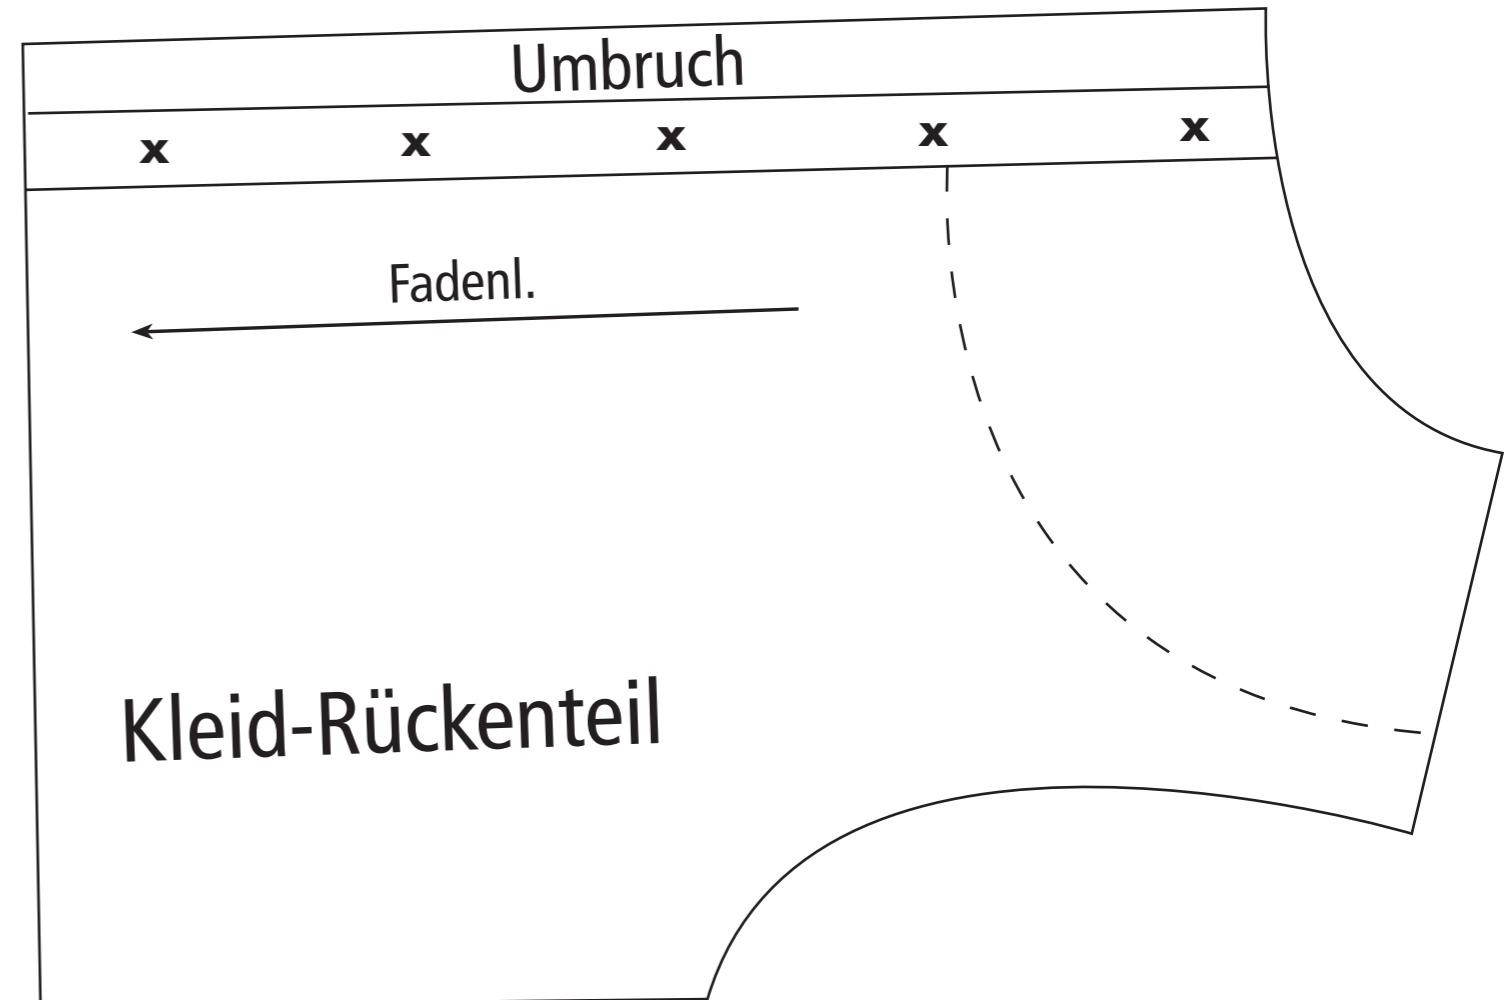 Umbruch
x x x x x
Fadenl.
Kleid-Rückenteil